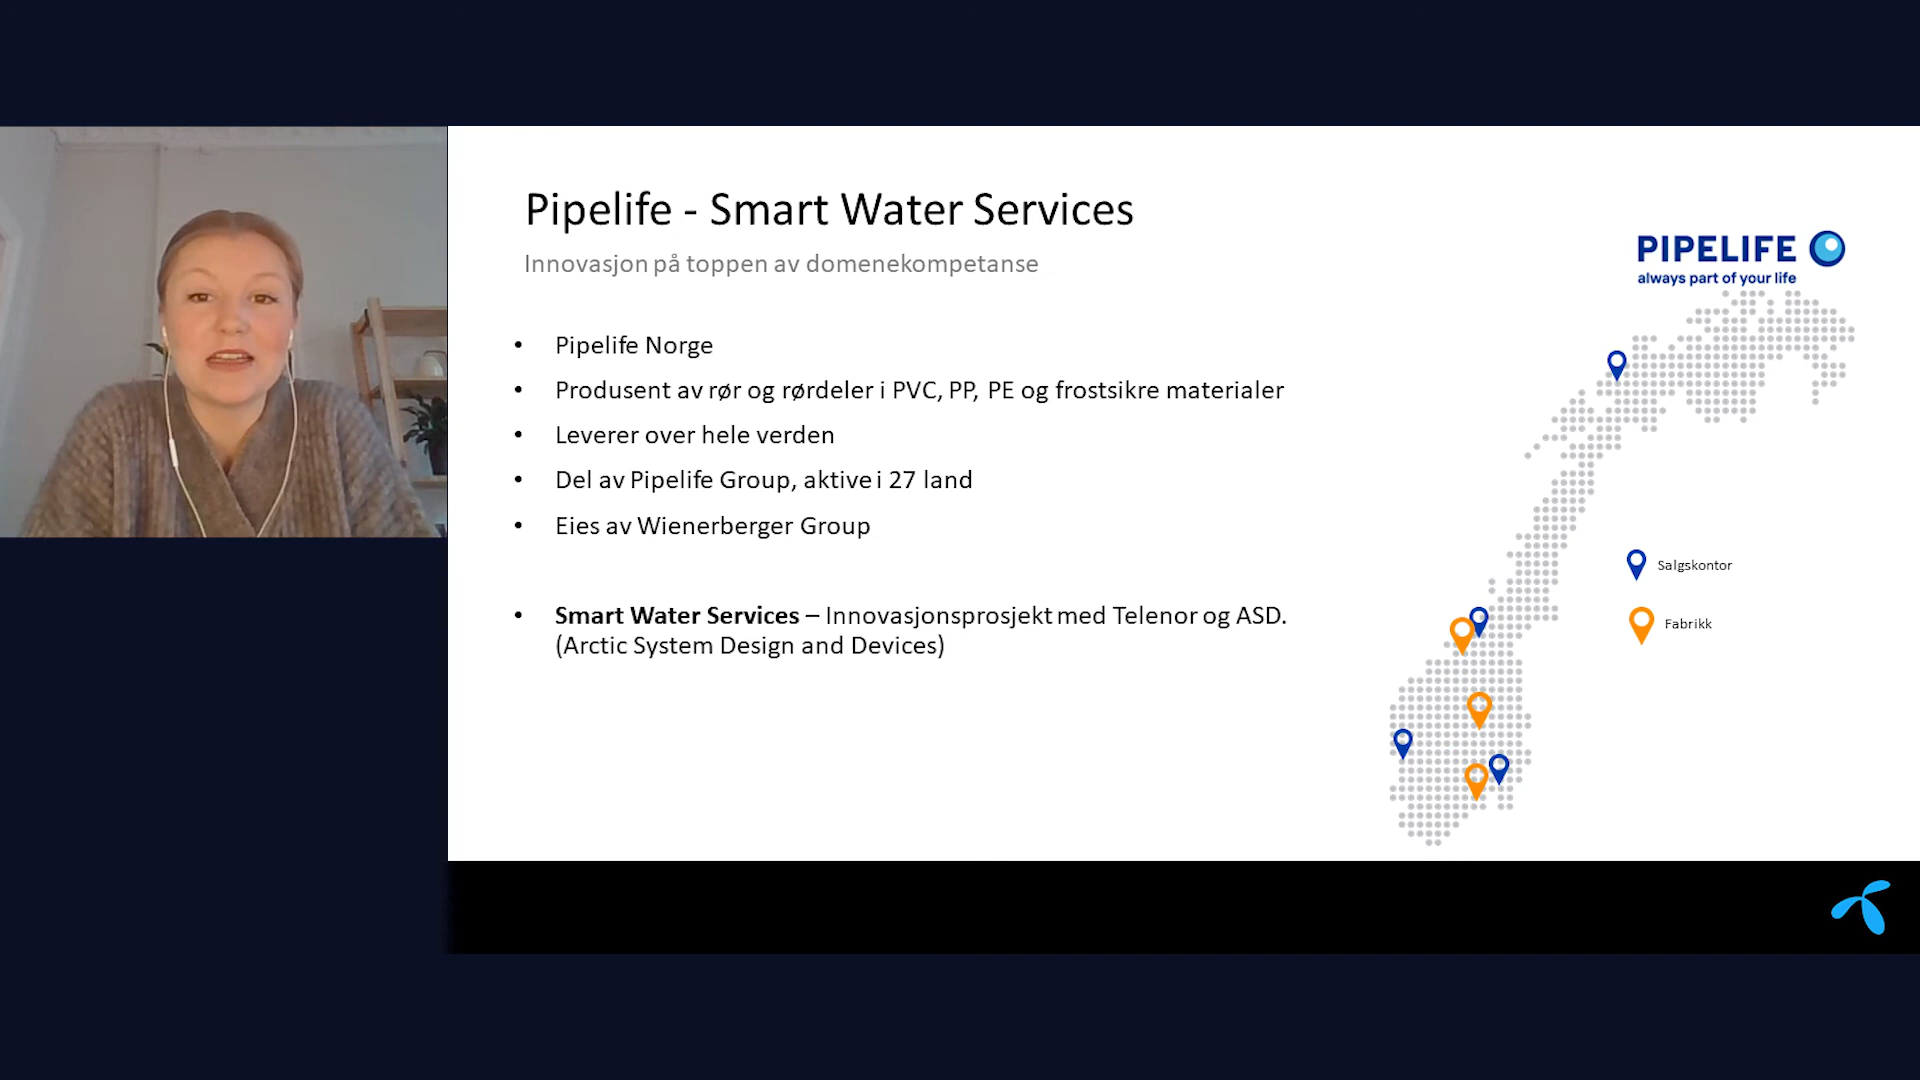 Pipelife - Smart Water Services
Innovasjon på toppen av domenekompetanse
PIPELIFE
always part of your life
• Pipelife Norge
• Produsent av rør og rørdeler i PVC, PP, PE og frostsikre materialer
• Leverer over hele verden
• Del av Pipelife Group, aktive i 27 land
• Eies av Wienerberger Group
• Smart Water Services – Innovasjonsprosjekt med Telenor og ASD.
(Arctic System Design and Devices)
Salgskontor
Fabrikk